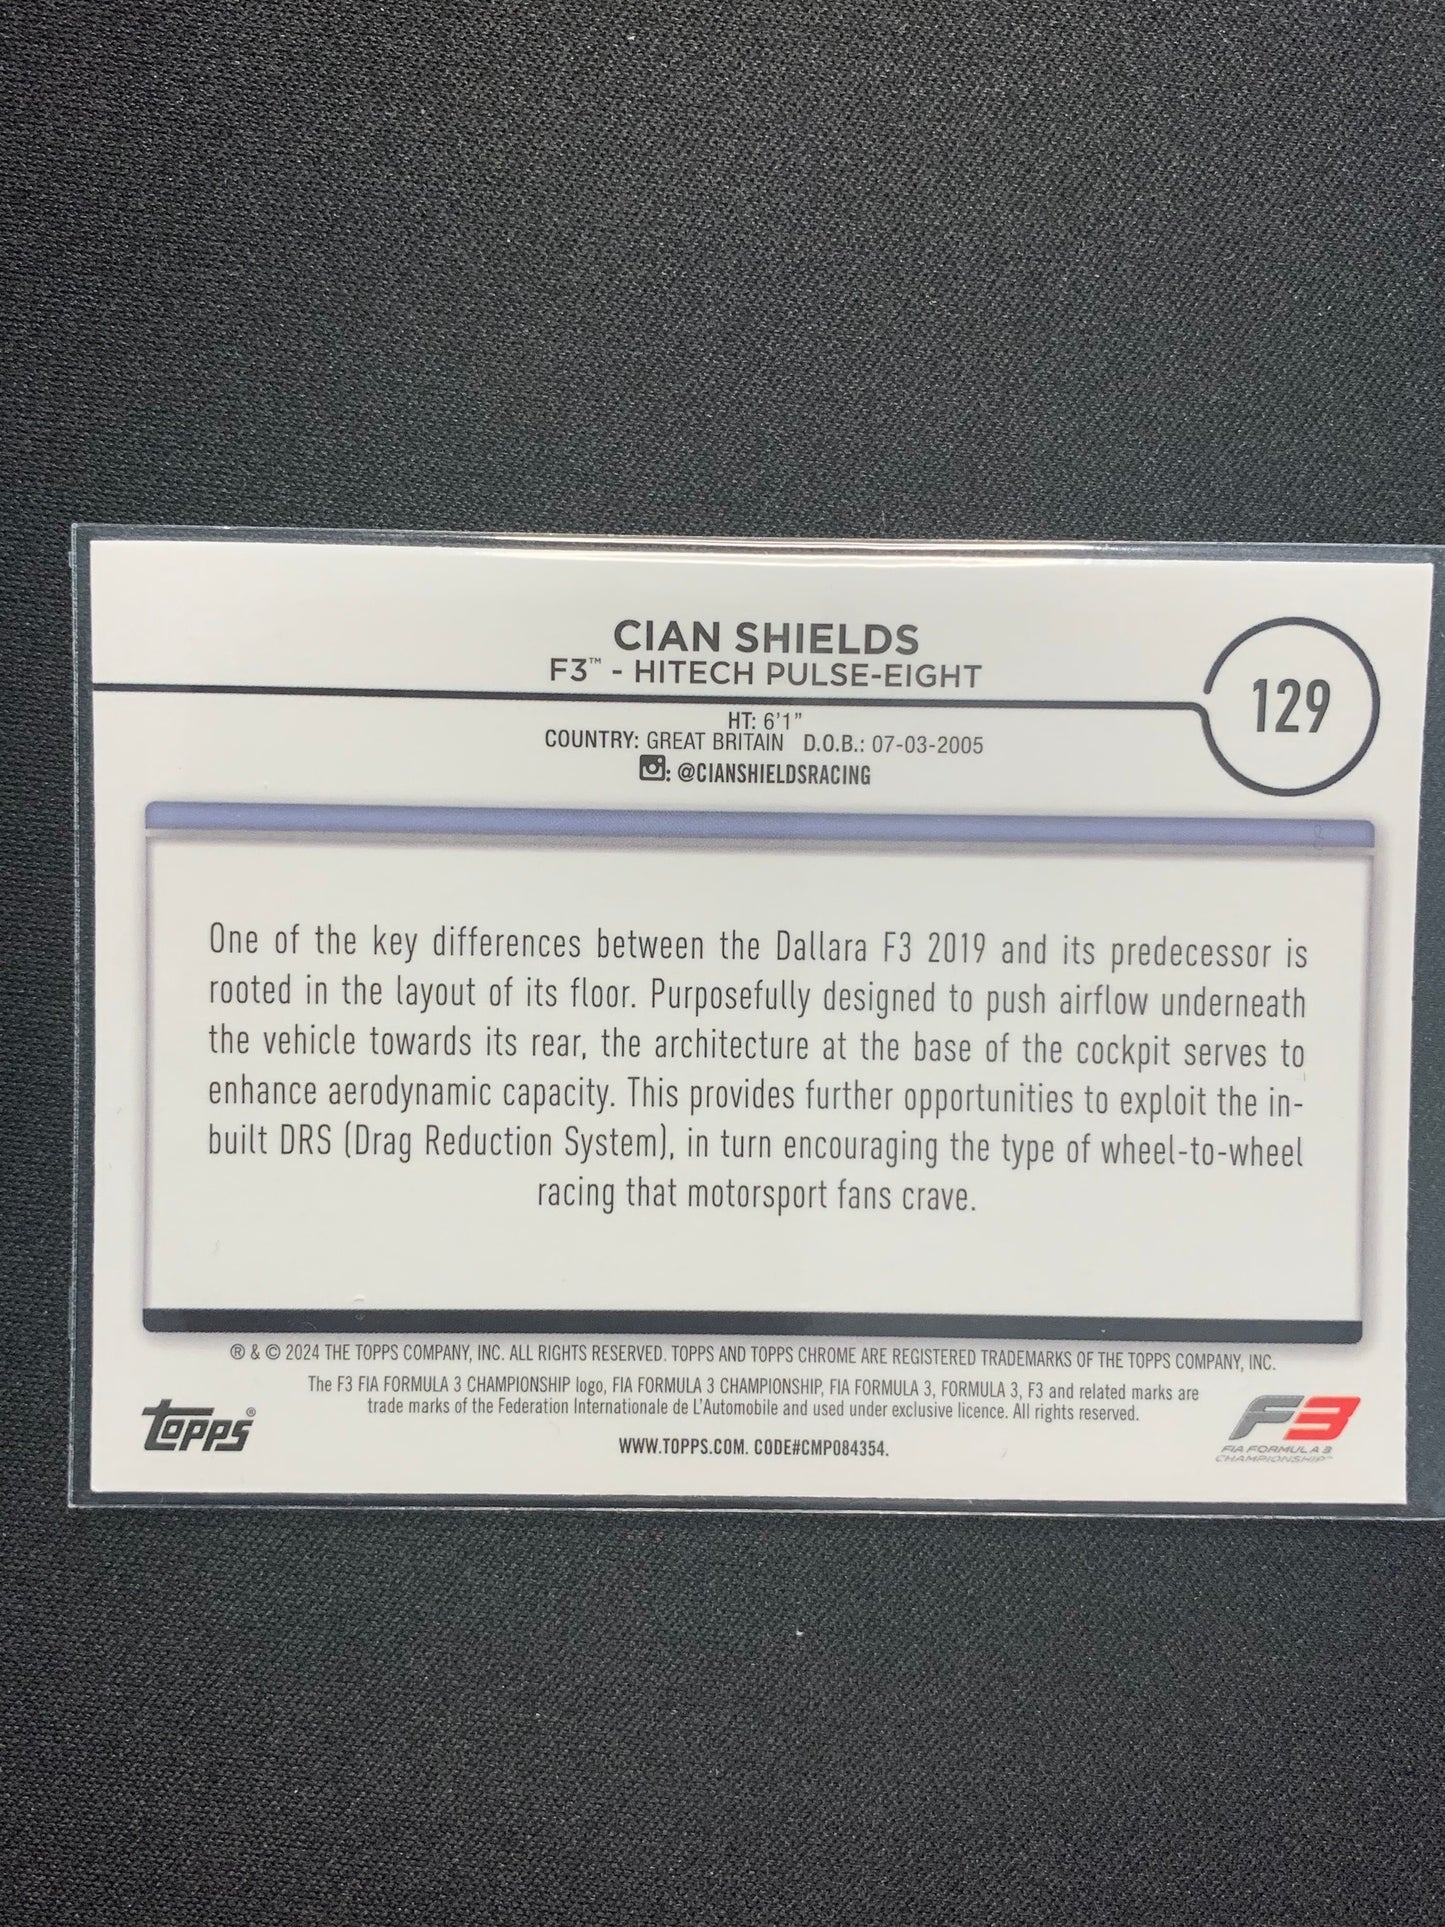 CIAN SHIELDS
F3™ - HITECH PULSE-EIGHT
129
HT: 6'1"
COUNTRY: GREAT BRITAIN D.O.B.: 07-03-2005
: @CIANSHIELDSRACING
One of the key differences between the Dallara F3 2019 and its predecessor is
rooted in the layout of its floor. Purposefully designed to push airflow underneath
the vehicle towards its rear, the architecture at the base of the cockpit serves to
enhance aerodynamic capacity. This provides further opportunities to exploit the in-
built DRS (Drag Reduction System), in turn encouraging the type of wheel-to-wheel
racing that motorsport fans crave.
® & © 2024 THE TOPPS COMPANY, INC. ALL RIGHTS RESERVED. TOPPS AND TOPPS CHROME ARE REGISTERED TRADEMARKS OF THE TOPPS COMPANY, INC.
The F3 FIA FORMULA 3 CHAMPIONSHIP logo, FIA FORMULA 3 CHAMPIONSHIP, FIA FORMULA 3, FORMULA 3, F3 and related marks are
trade marks of the Federation Internationale de L'Automobile and used under exclusive licence. All rights reserved.
WWW.TOPPS.COM. CODE#CMP084354.
Topps®
F3
FIA FORMULA 3
CHAMPIONSHIP™